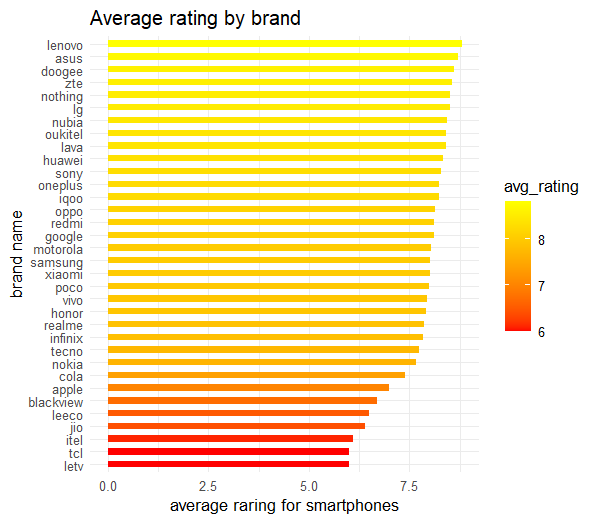 Average rating by brand
lenovo
asus
doogee
zte
nothing
lg
nubia
oukitel
lava
huawei
sony
oneplus
iqoo
oppo
redmi
google
motorola
samsung
xiaomi
poco
vivo
honor
realme
infinix
tecno
nokia
cola
apple
blackview
leeco
jio
itel
tcl
letv
brand name
0.0 2.5 5.0 7.5
average raring for smartphones
avg_rating
8
7
6